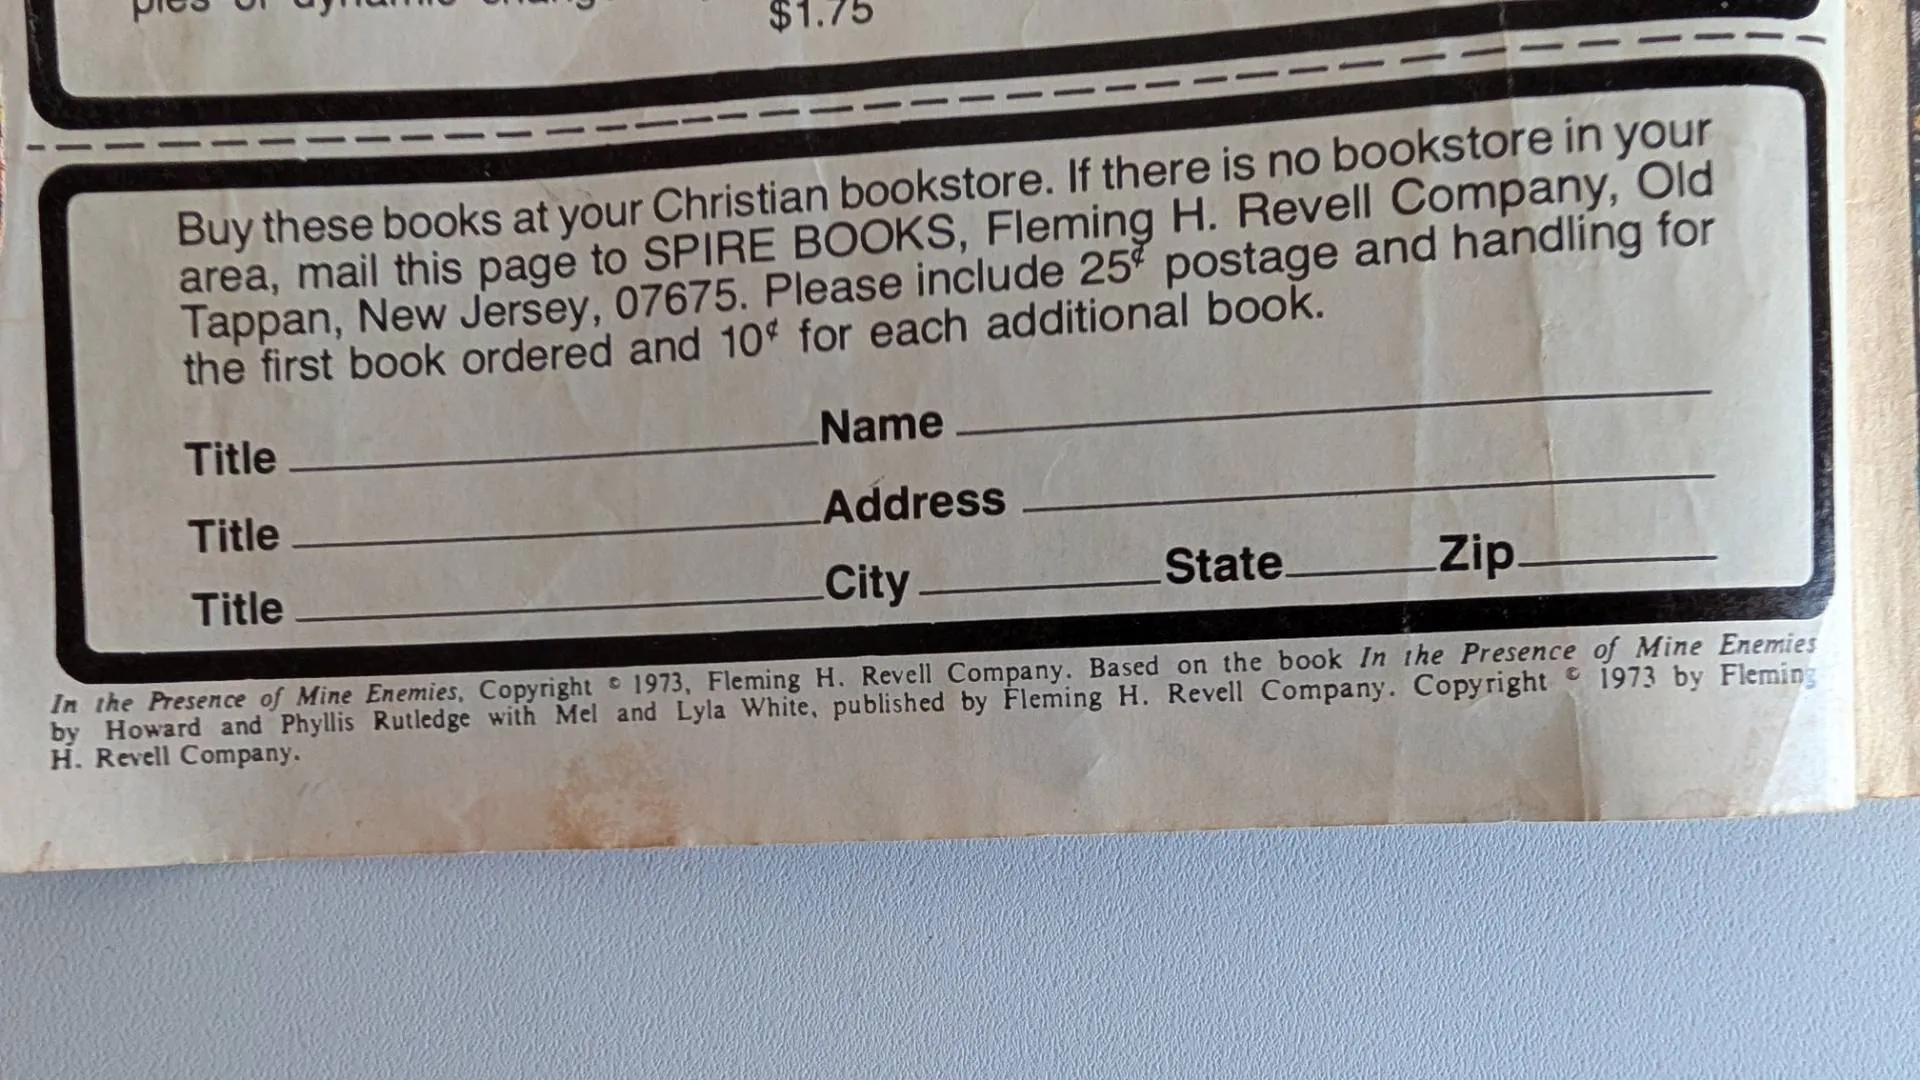 $1.75
Buy these books at your Christian bookstore. If there is no bookstore in your
area, mail this page to SPIRE BOOKS, Fleming H. Revell Company, Old
Tappan, New Jersey, 07675. Please include 25¢ postage and handling for
the first book ordered and 10¢ for each additional book.
Title Name
Title Address
Title City State Zip
In the Presence of Mine Enemies, Copyright © 1973, Fleming H. Revell Company. Based on the book In the Presence of Mine Enemies
by Howard and Phyllis Rutledge with Mel and Lyla White, published by Fleming H. Revell Company. Copyright © 1973 by Fleming
H. Revell Company.